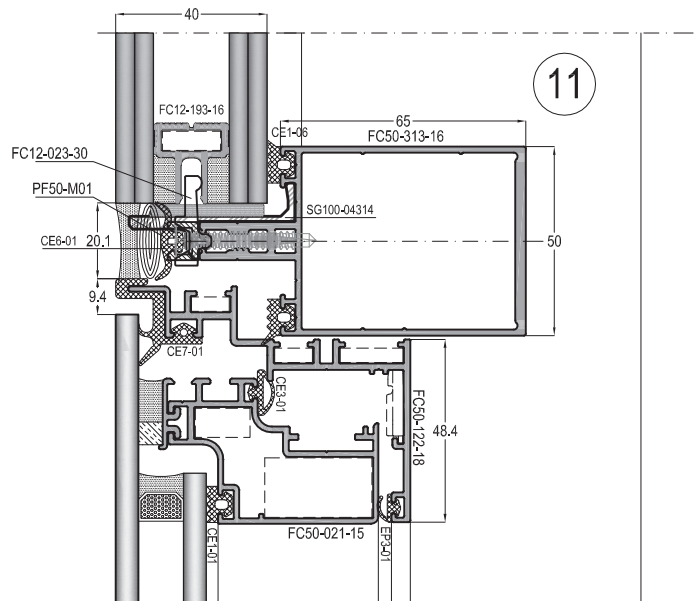 40
11
FC12-193-16
CE1-06
65
FC50-313-16
FC12-023-30
PF50-M01
SG100-04314
CE6-01
20.1
50
9.4
CE7-01
CE3-01
FC50-122-18
48.4
CE1-01
FC50-021-15
EP3-01